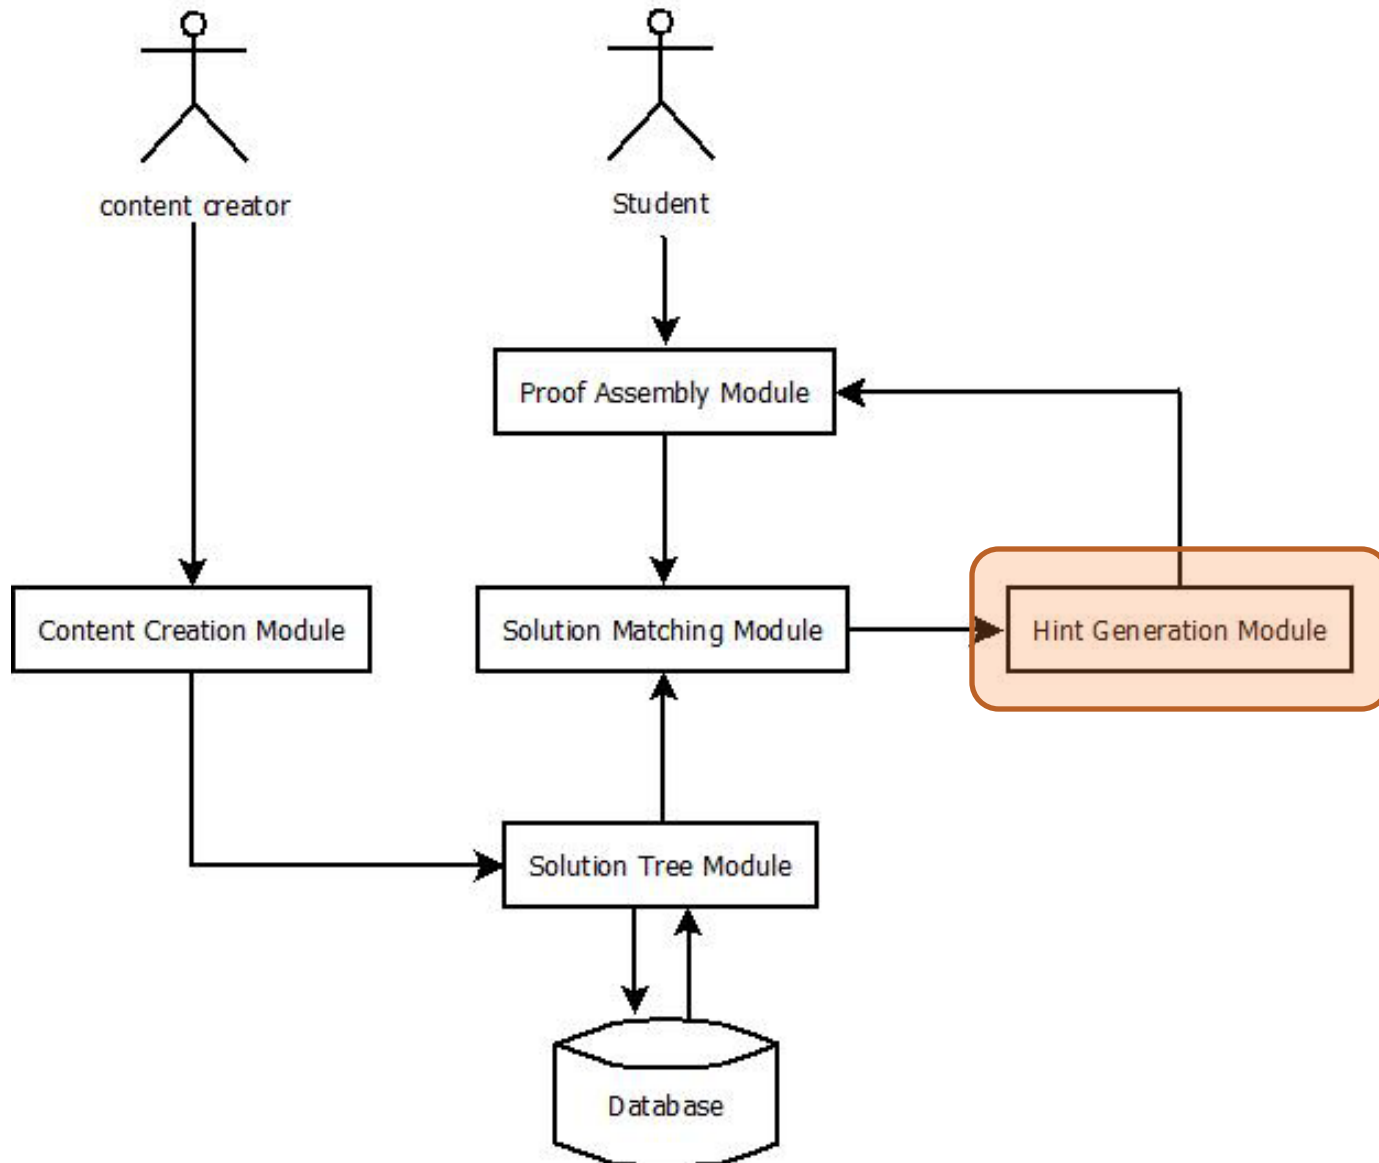 content creator
Student
Proof Assembly Module
Content Creation Module
Solution Matching Module
Hint Generation Module
Solution Tree Module
Database